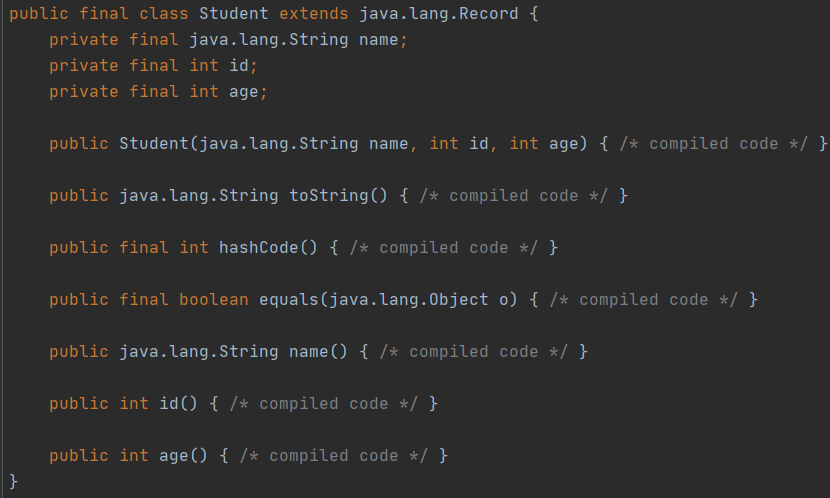 public final class Student extends java.lang.Record {
    private final java.lang.String name;
    private final int id;
    private final int age;

    public Student(java.lang.String name, int id, int age) { /* compiled code */ }

    public java.lang.String toString() { /* compiled code */ }

    public final int hashCode() { /* compiled code */ }

    public final boolean equals(java.lang.Object o) { /* compiled code */ }

    public java.lang.String name() { /* compiled code */ }

    public int id() { /* compiled code */ }

    public int age() { /* compiled code */ }
}